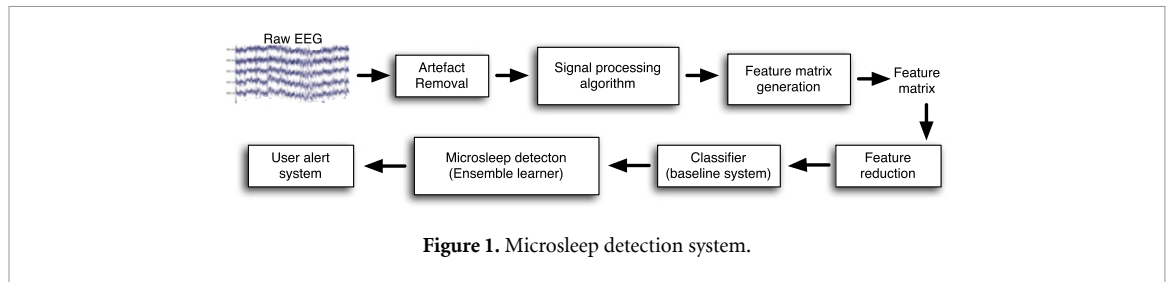 Raw EEG
Artefact
Removal
Signal processing
algorithm
Feature matrix
generation
Feature
matrix
Feature
reduction
Classifier
(baseline system)
Microsleep detecton
(Ensemble learner)
User alert
system
Figure 1. Microsleep detection system.